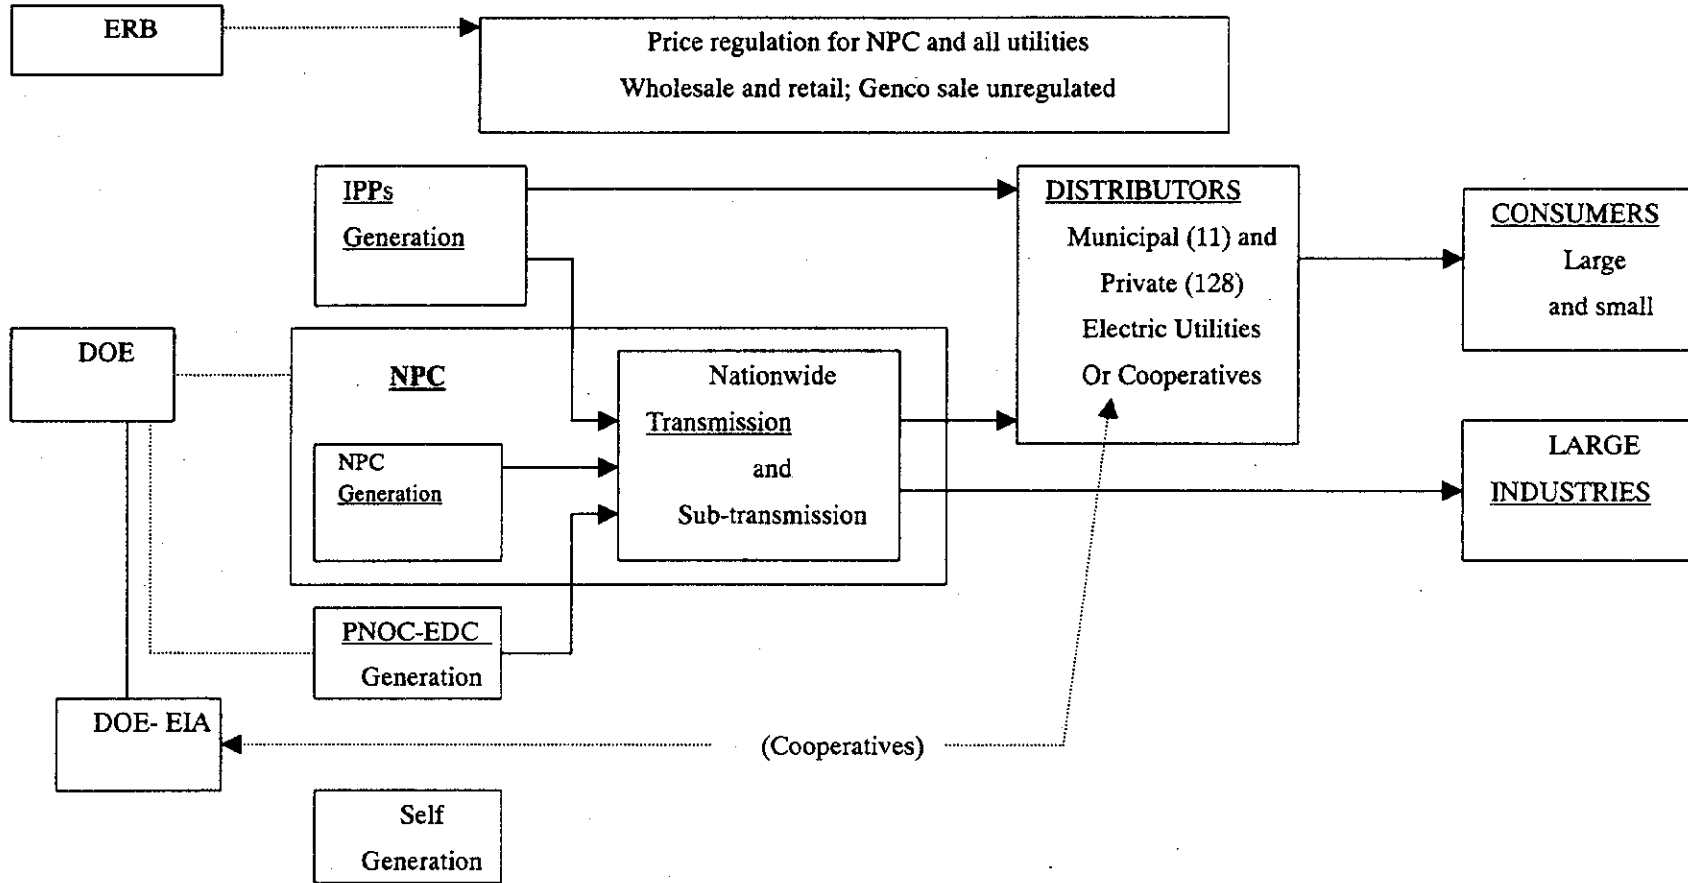 ERB
Price regulation for NPC and all utilities
Wholesale and retail; Genco sale unregulated
IPPs
Generation
DISTRIBUTORS
Municipal (11) and
Private (128)
Electric Utilities
Or Cooperatives
CONSUMERS
Large
and small
DOE
NPC
Nationwide
Transmission
and
Sub-transmission
NPC
Generation
LARGE
INDUSTRIES
PNOC-EDC
Generation
DOE- EIA
(Cooperatives)
Self
Generation